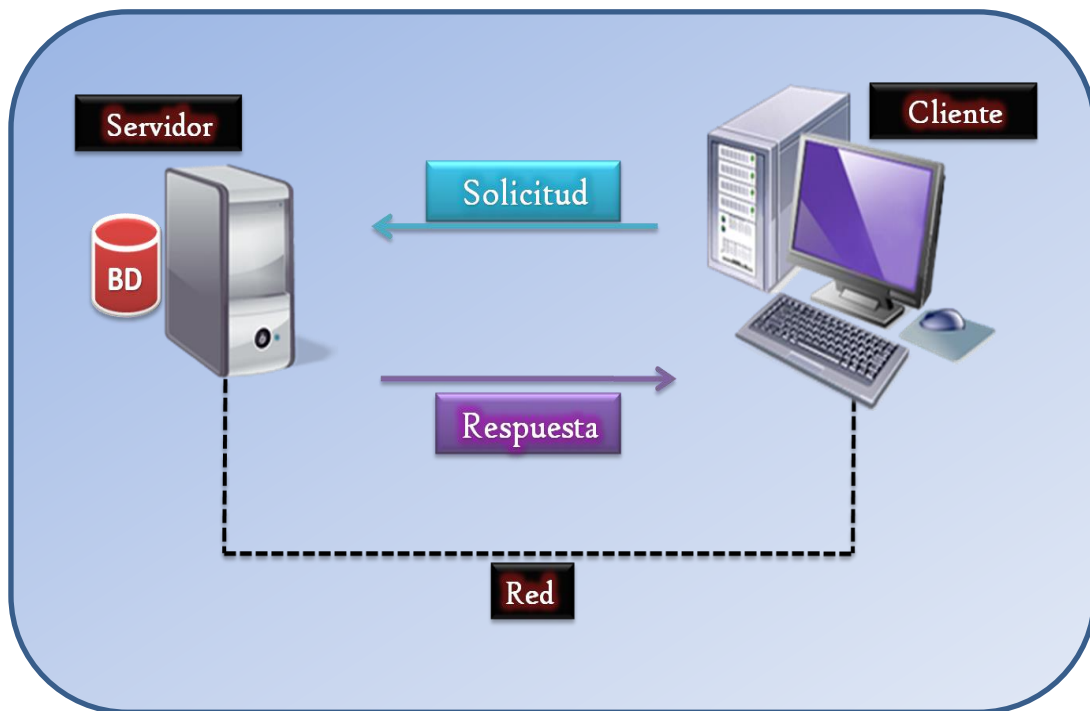 Servidor
Cliente
Solicitud
BD
Respuesta
Red